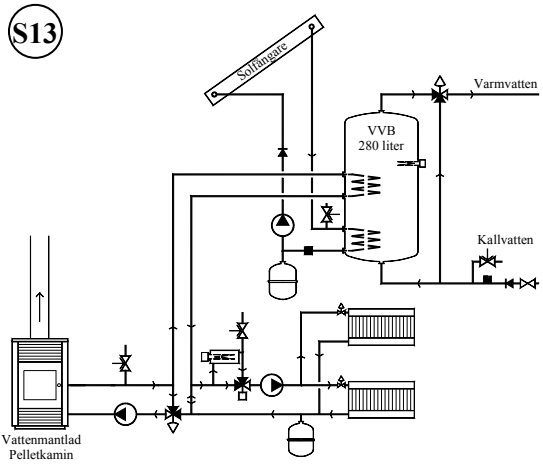 S13
Solfångare
Varmvatten
VVB
280 liter
Kallvatten
Vattenmantlad
Pelletkamin